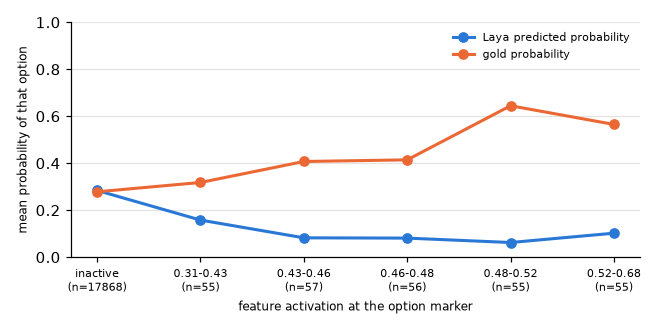 1.0
0.8
0.6
0.4
0.2
0.0
mean probability of that option
Laya predicted probability
gold probability
inactive
(n=17868)
0.31-0.43
(n=55)
0.43-0.46
(n=57)
0.46-0.48
(n=56)
0.48-0.52
(n=55)
0.52-0.68
(n=55)
feature activation at the option marker